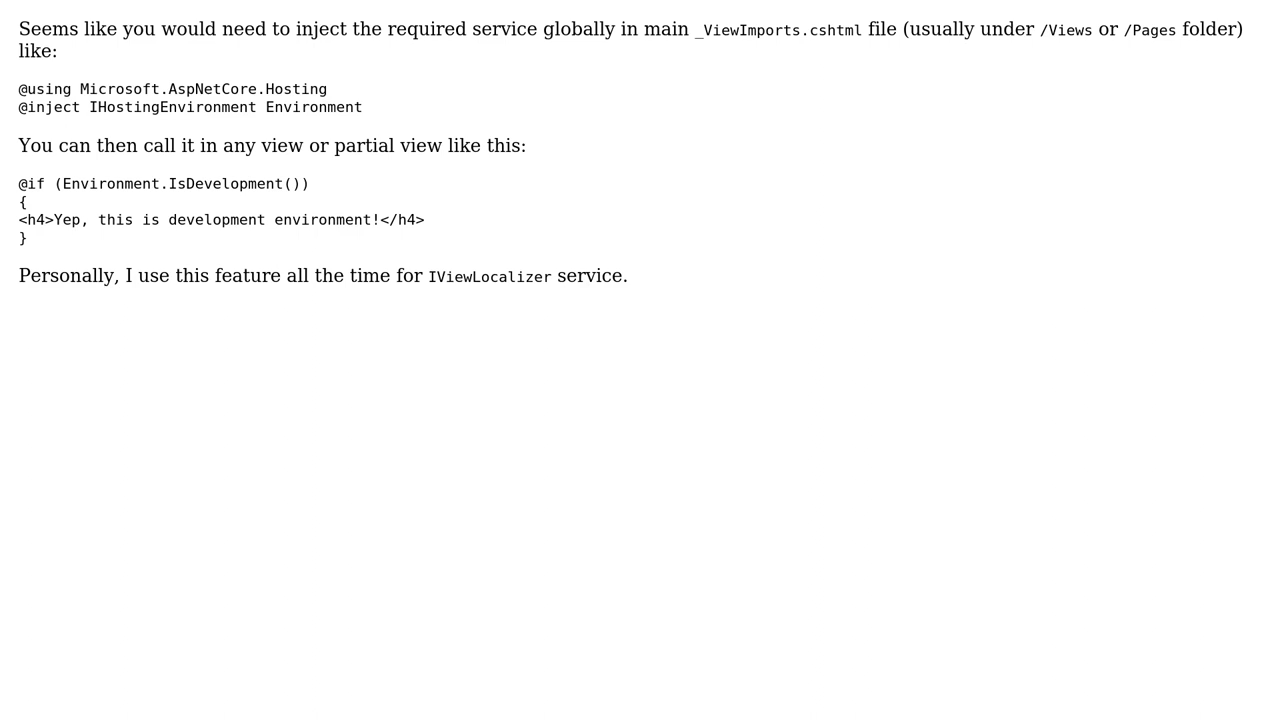 Seems like you would need to inject the required service globally in main _ViewImports.cshtml file (usually under /Views or /Pages folder)
like:
@using Microsoft.AspNetCore.Hosting
@inject IHostingEnvironment Environment
You can then call it in any view or partial view like this:
@if (Environment.IsDevelopment())
{
<h4>Yep, this is development environment!</h4>
}
Personally, I use this feature all the time for IViewLocalizer service.